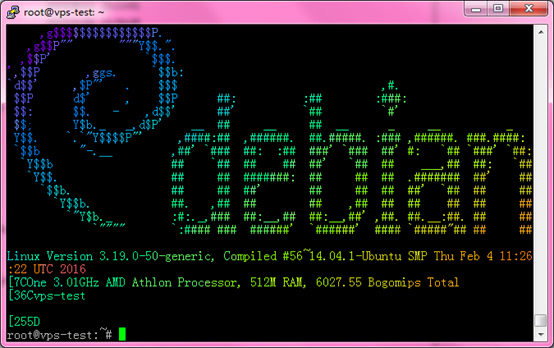 root@vps-test: ~
debian
Linux Version 3.19.0-50-generic, Compiled #56~14.04.1-Ubuntu SMP Thu Feb 4 11:26
:22 UTC 2016
[7COne 3.01GHz AMD Athlon Processor, 512M RAM, 6027.55 Bogomips Total
[36Cvps-test
[255D
root@vps-test:~#